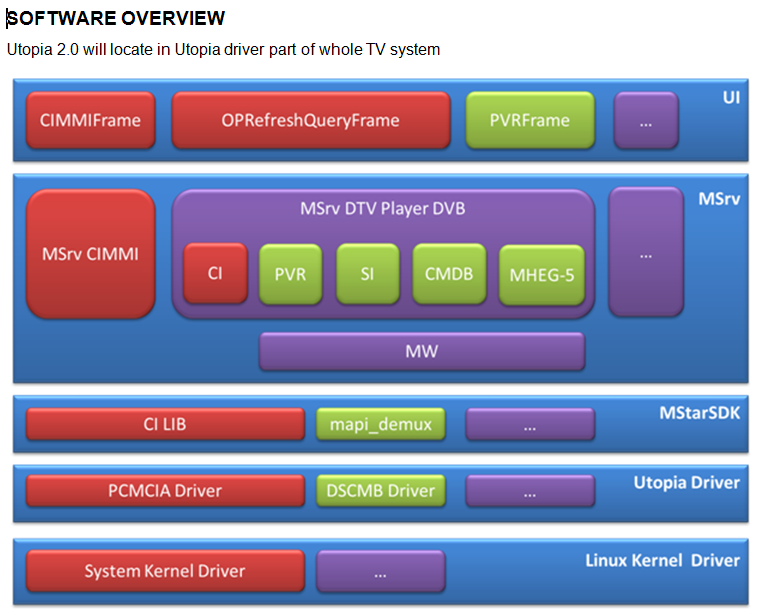 SOFTWARE OVERVIEW
Utopia 2.0 will locate in Utopia driver part of whole TV system
UI
CIMMIFrame
OPRefreshQueryFrame
PVRFrame
...
MSrv
MSrv CIMMI
MSrv DTV Player DVB
CI
PVR
SI
CMDB
MHEG-5
...
MW
MStarSDK
CI LIB
mapi_demux
...
Utopia Driver
PCMCIA Driver
DSCMB Driver
...
Linux Kernel Driver
System Kernel Driver
...